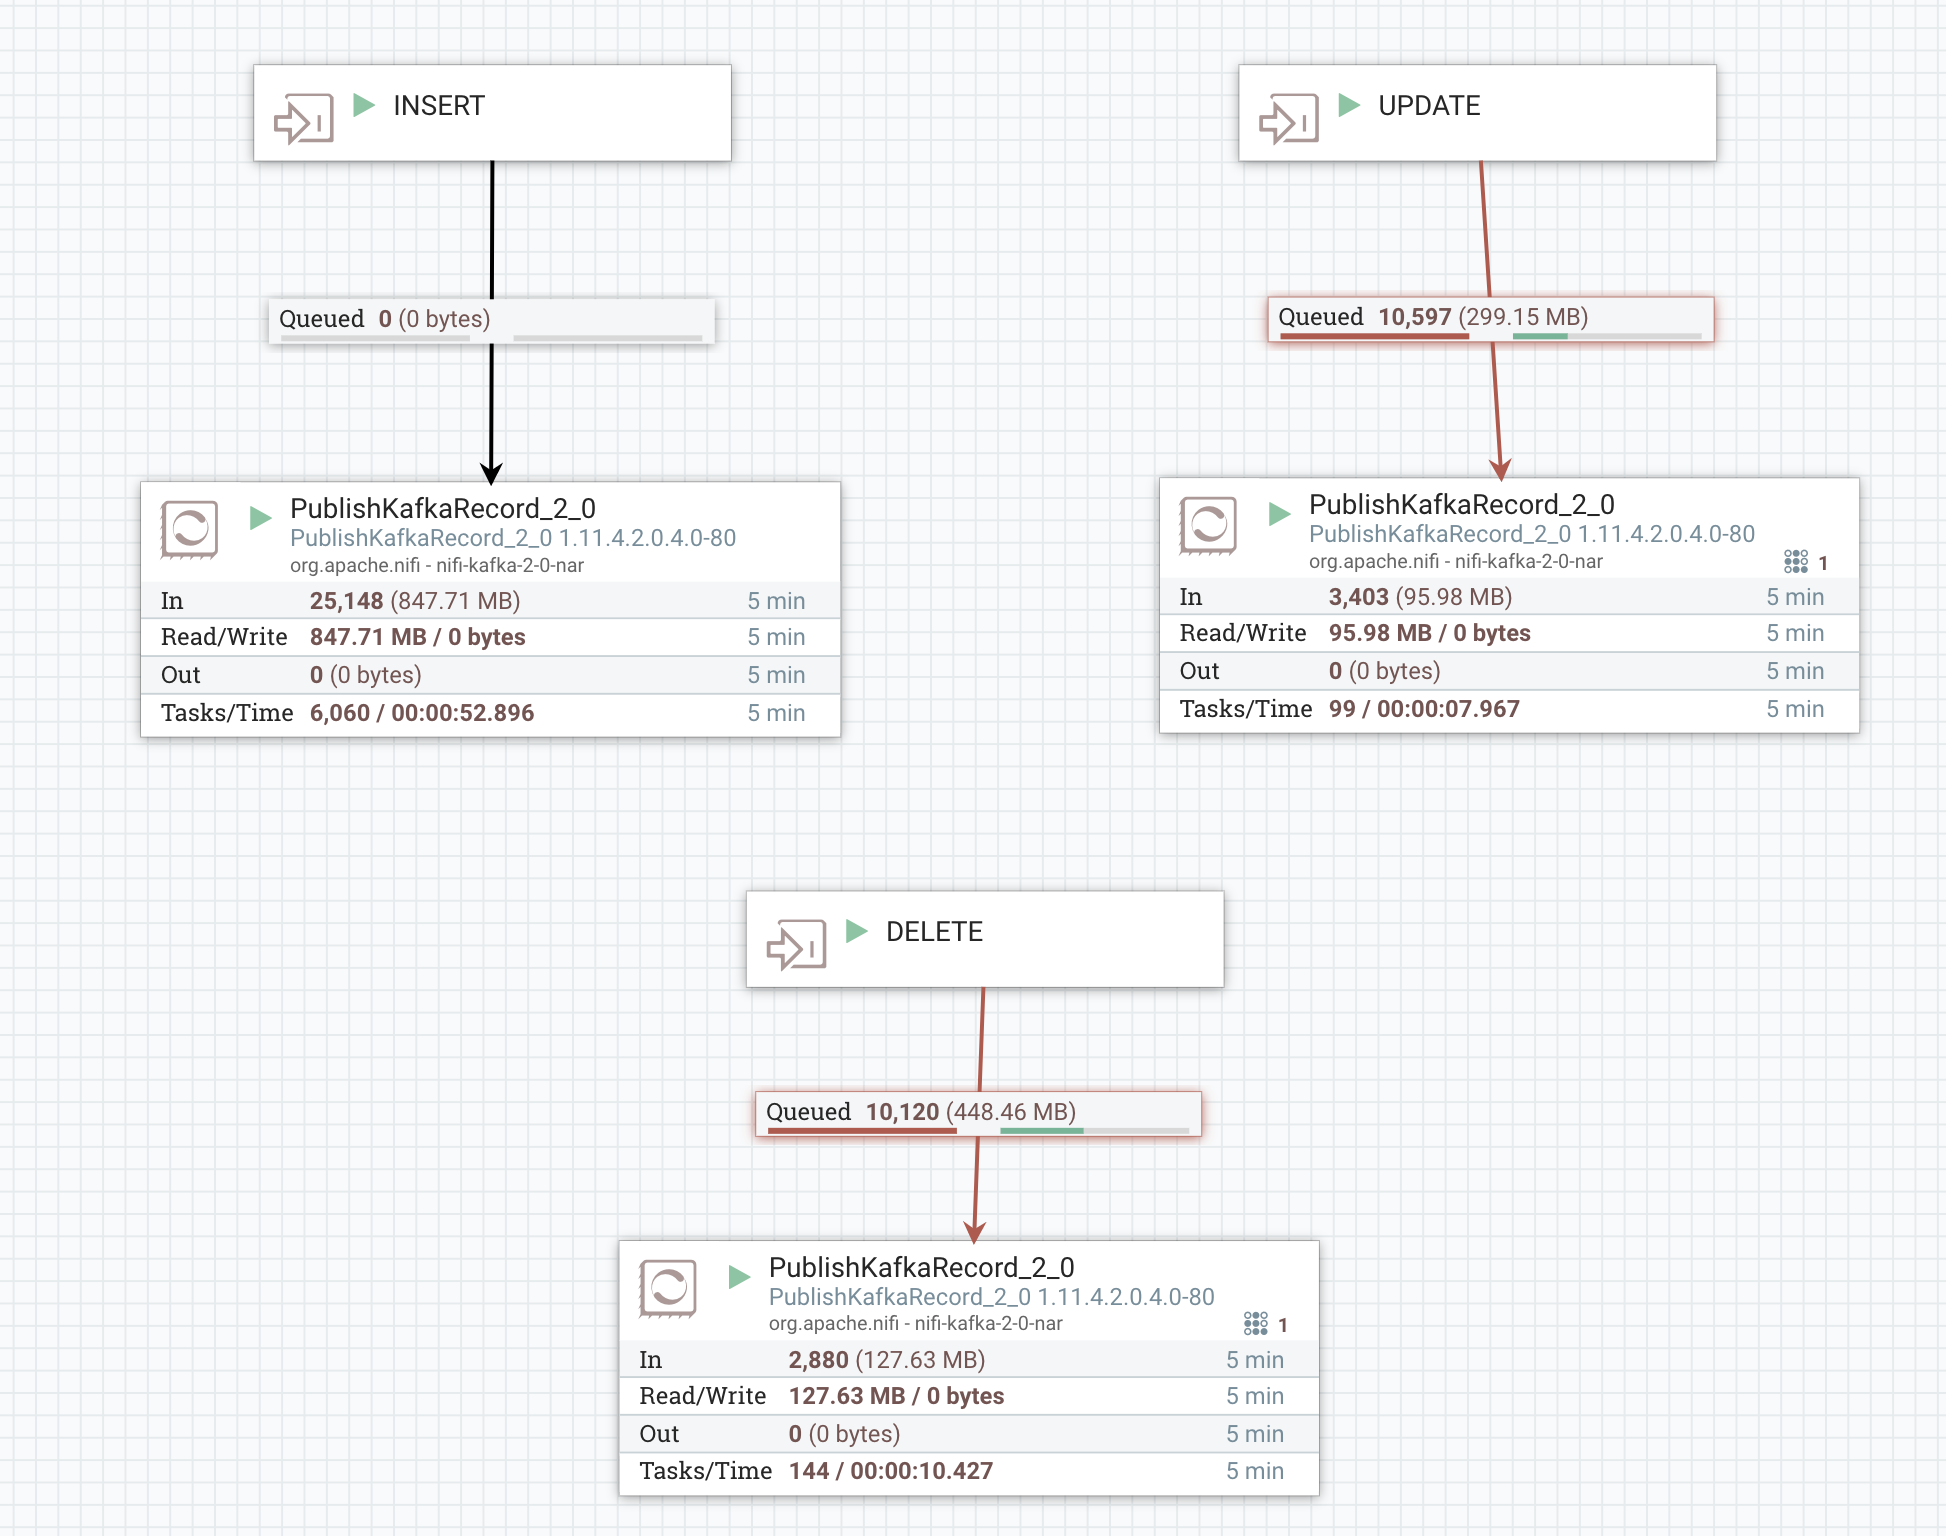 INSERT
Queued 0 (0 bytes)
PublishKafkaRecord_2_0
PublishKafkaRecord_2_0 1.11.4.2.0.4.0-80
org.apache.nifi - nifi-kafka-2-0-nar
In 25,148 (847.71 MB) 5 min
Read/Write 847.71 MB / 0 bytes 5 min
Out 0 (0 bytes) 5 min
Tasks/Time 6,060 / 00:00:52.896 5 min
UPDATE
Queued 10,597 (299.15 MB)
PublishKafkaRecord_2_0
PublishKafkaRecord_2_0 1.11.4.2.0.4.0-80
org.apache.nifi - nifi-kafka-2-0-nar
1
In 3,403 (95.98 MB) 5 min
Read/Write 95.98 MB / 0 bytes 5 min
Out 0 (0 bytes) 5 min
Tasks/Time 99 / 00:00:07.967 5 min
DELETE
Queued 10,120 (448.46 MB)
PublishKafkaRecord_2_0
PublishKafkaRecord_2_0 1.11.4.2.0.4.0-80
org.apache.nifi - nifi-kafka-2-0-nar
1
In 2,880 (127.63 MB) 5 min
Read/Write 127.63 MB / 0 bytes 5 min
Out 0 (0 bytes) 5 min
Tasks/Time 144 / 00:00:10.427 5 min